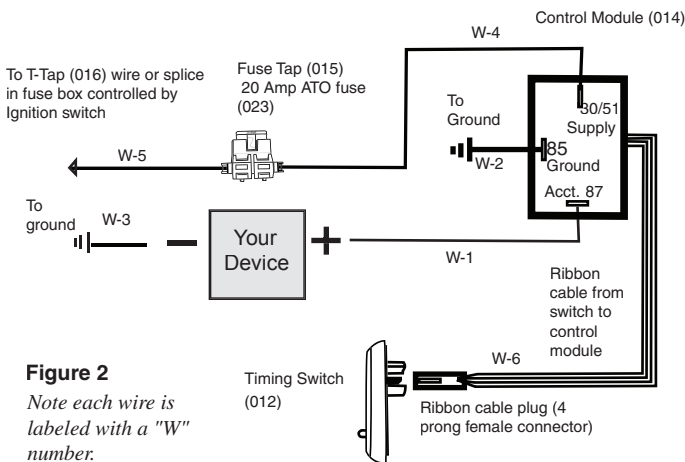 Control Module (014)
W-4
To T-Tap (016) wire or splice
in fuse box controlled by
Ignition switch
Fuse Tap (015)
20 Amp ATO fuse
(023)
To
Ground
30/51
Supply
85
Ground
W-5
W-2
Acct. 87
To
ground
W-3
Your
Device
W-1
Ribbon
cable from
switch to
control
module
W-6
Figure 2
Note each wire is
labeled with a "W"
number.
Timing Switch
(012)
Ribbon cable plug (4
prong female connector)